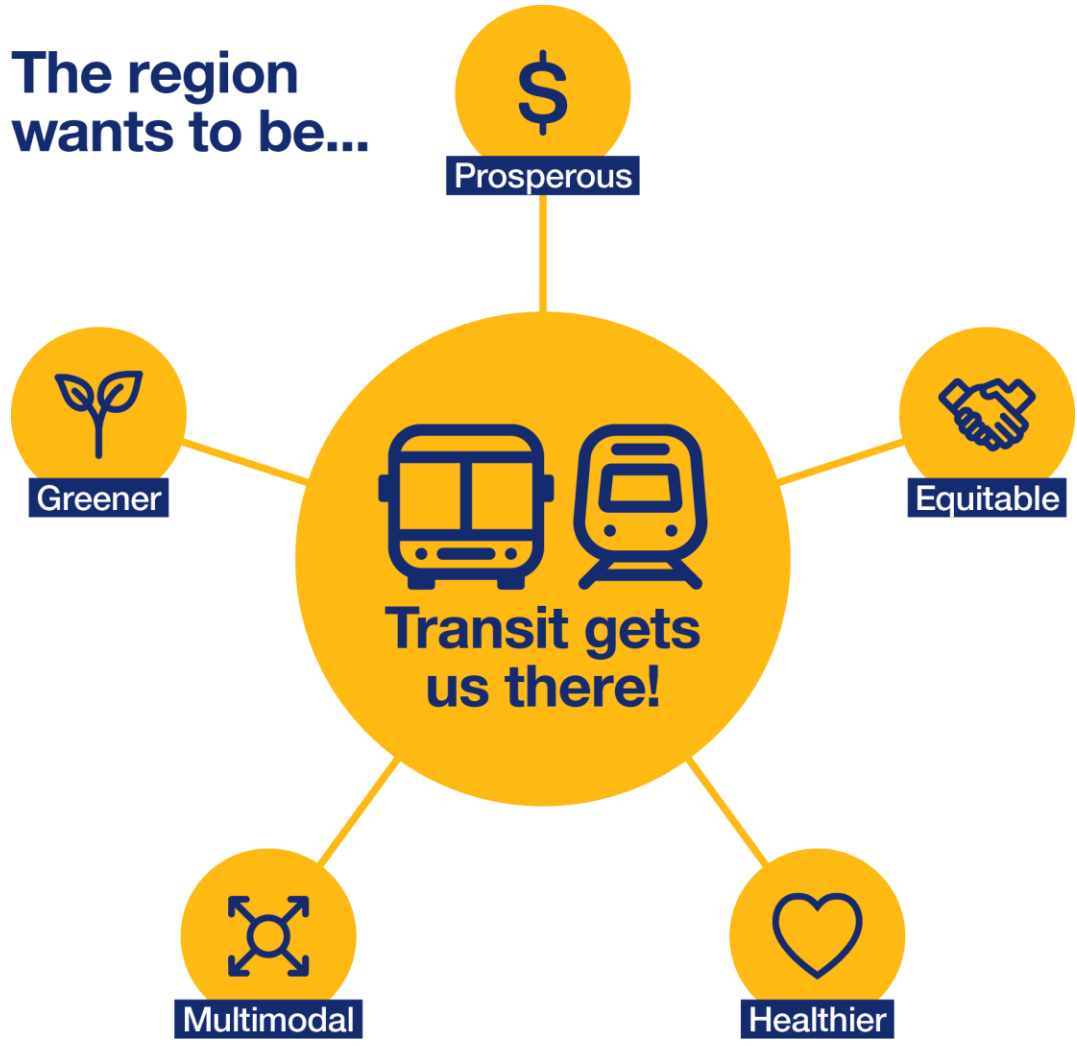 The region
wants to be...
$
Prosperous
Greener
Equitable
Transit gets
us there!
Multimodal
Healthier